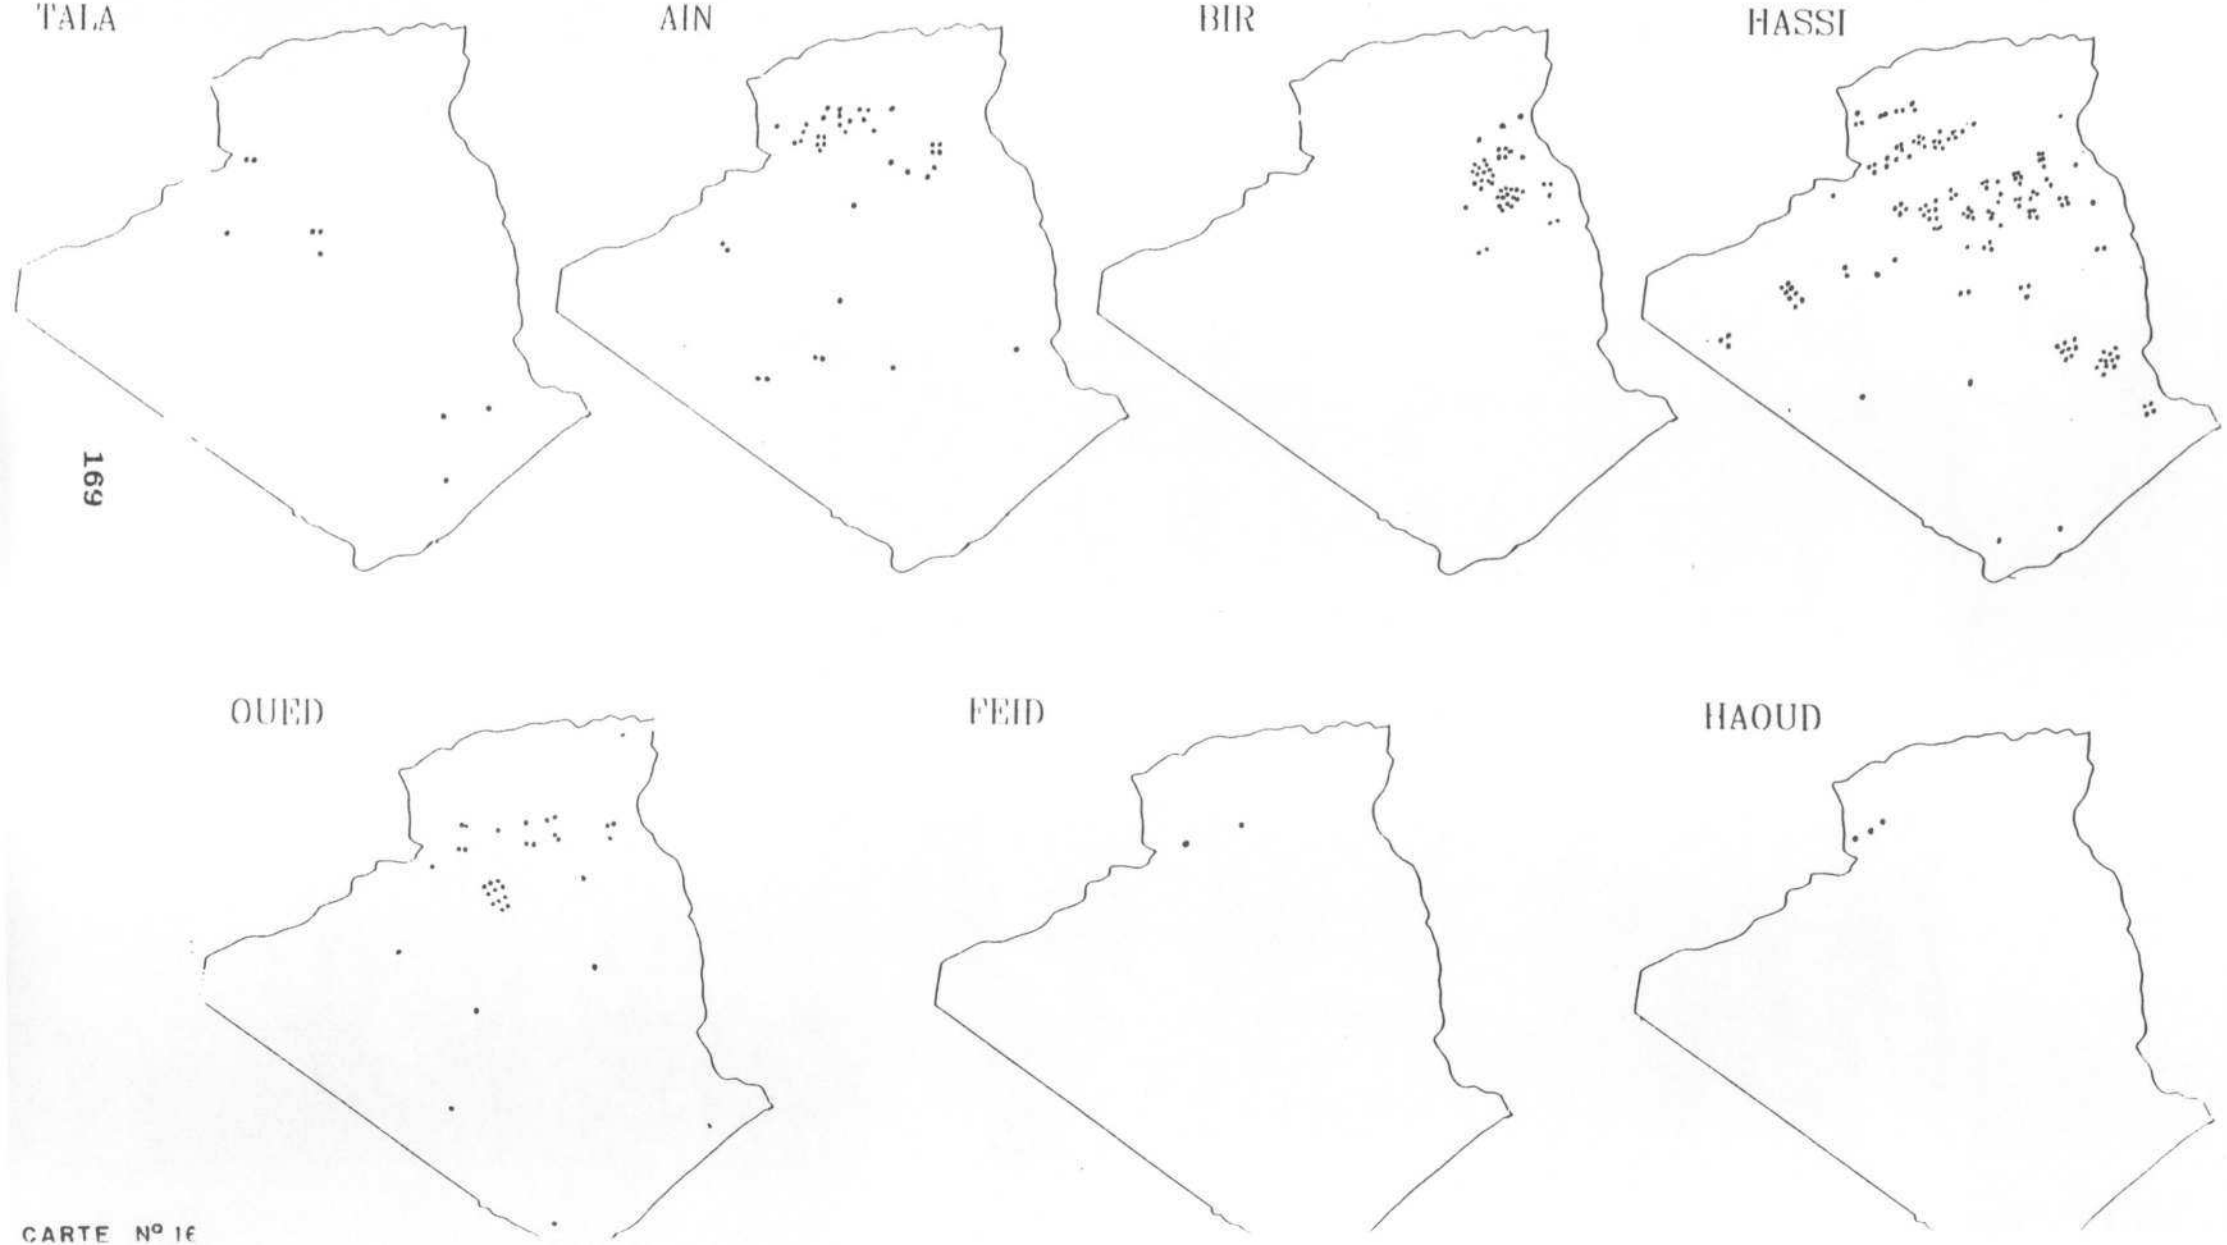 TALA
AIN
BIR
HASSI
169
OUED
FEID
HAOUD
CARTE Nº 16